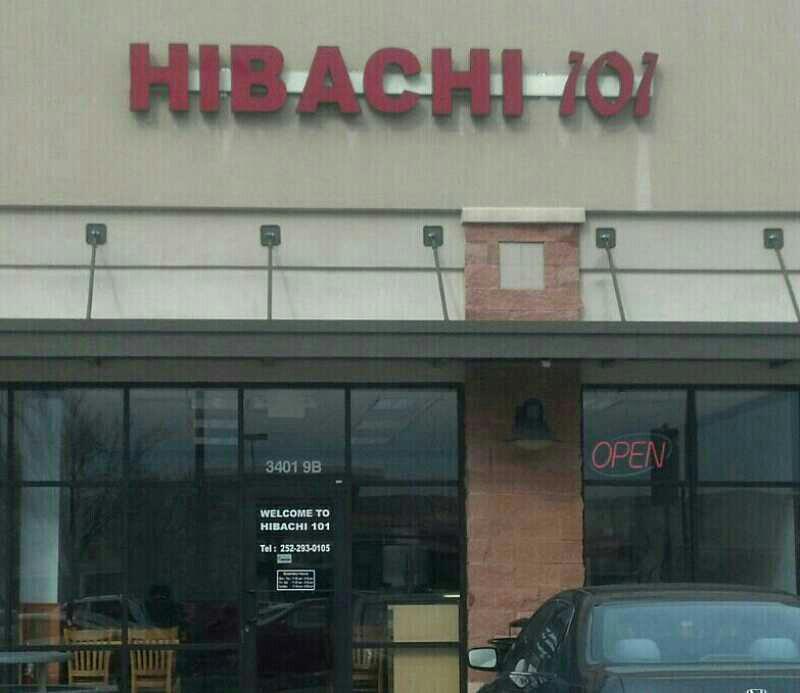 HIBACHI 101
OPEN
3401 9B
WELCOME TO
HIBACHI 101
Tel: 252-293-0105